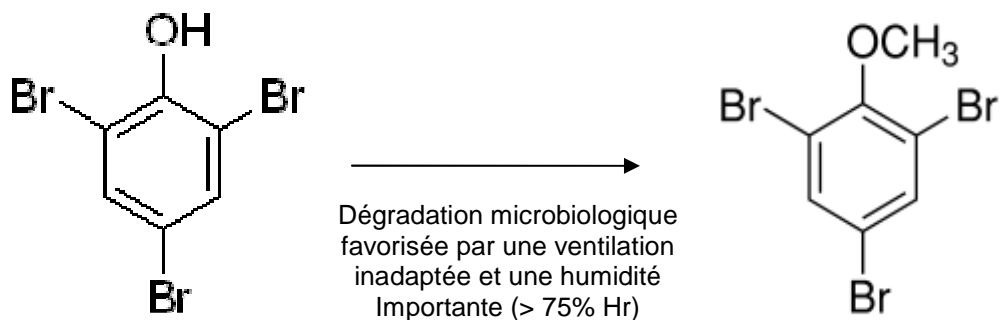 OH
Br
Br
Br
Dégradation microbiologique
favorisée par une ventilation
inadaptée et une humidité
Importante (> 75% Hr)
OCH3
Br
Br
Br